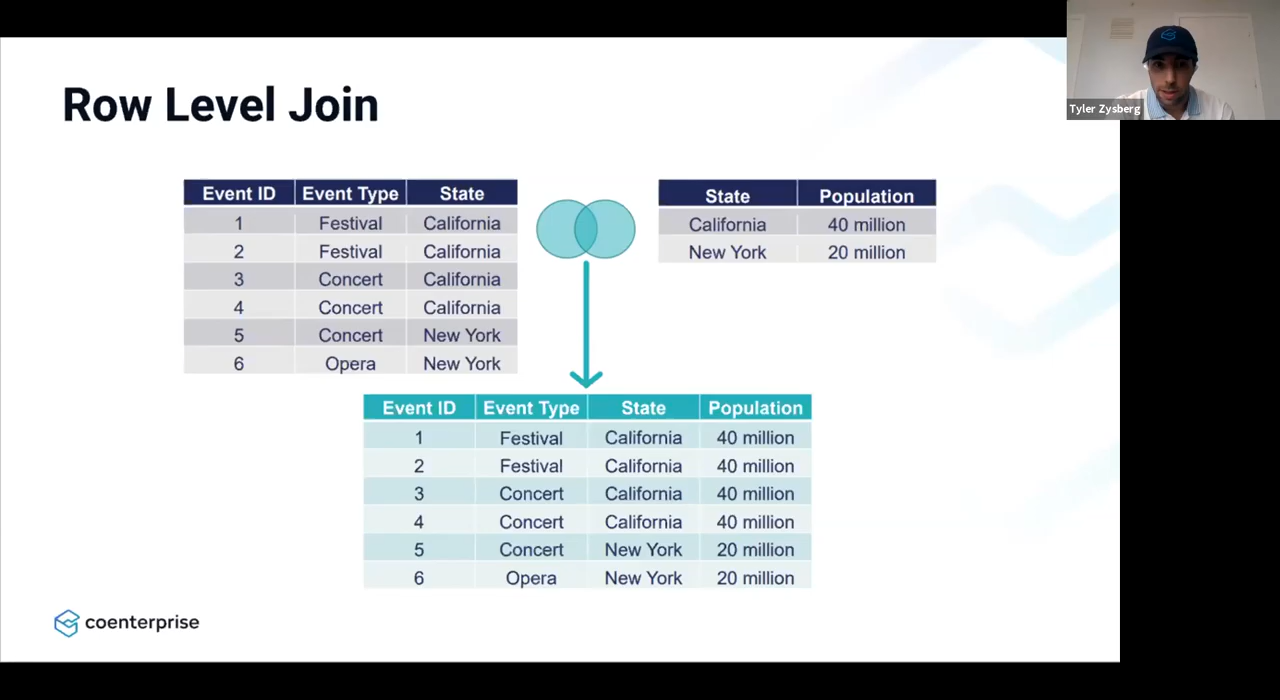 Row Level Join
Event ID Event Type State
1 Festival California
2 Festival California
3 Concert California
4 Concert California
5 Concert New York
6 Opera New York
State Population
California 40 million
New York 20 million
Event ID Event Type State Population
1 Festival California 40 million
2 Festival California 40 million
3 Concert California 40 million
4 Concert California 40 million
5 Concert New York 20 million
6 Opera New York 20 million
coenterprise
Tyler Zysberg